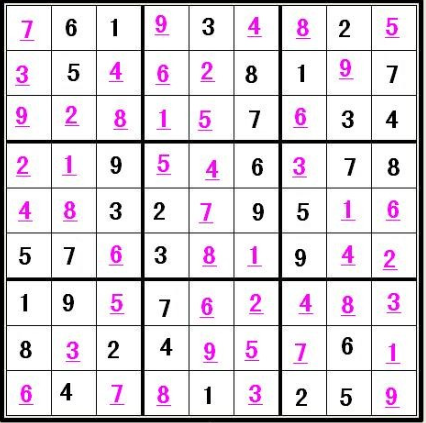 7 6 1 9 3 4 8 2 5
3 5 4 6 2 8 1 9 7
9 2 8 1 5 7 6 3 4
2 1 9 5 4 6 3 7 8
4 8 3 2 7 9 5 1 6
5 7 6 3 8 1 9 4 2
1 9 5 7 6 2 4 8 3
8 3 2 4 9 5 7 6 1
6 4 7 8 1 3 2 5 9